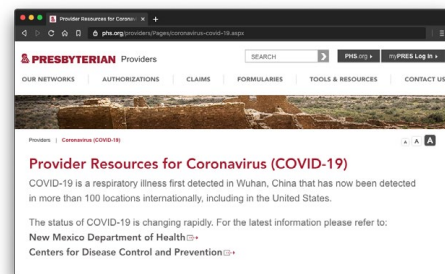 Provider Resources for Coronav
phs.org/providers/Pages/coronavirus-covid-19.aspx
PRESBYTERIAN Providers
SEARCH
PHS.org
myPRES Log in
OUR NETWORKS AUTHORIZATIONS CLAIMS FORMULARIES TOOLS & RESOURCES CONTACT US
Providers | Coronavirus (COVID-19)
A A A
Provider Resources for Coronavirus (COVID-19)
COVID-19 is a respiratory illness first detected in Wuhan, China that has now been detected
in more than 100 locations internationally, including in the United States.
The status of COVID-19 is changing rapidly. For the latest information please refer to:
New Mexico Department of Health
Centers for Disease Control and Prevention